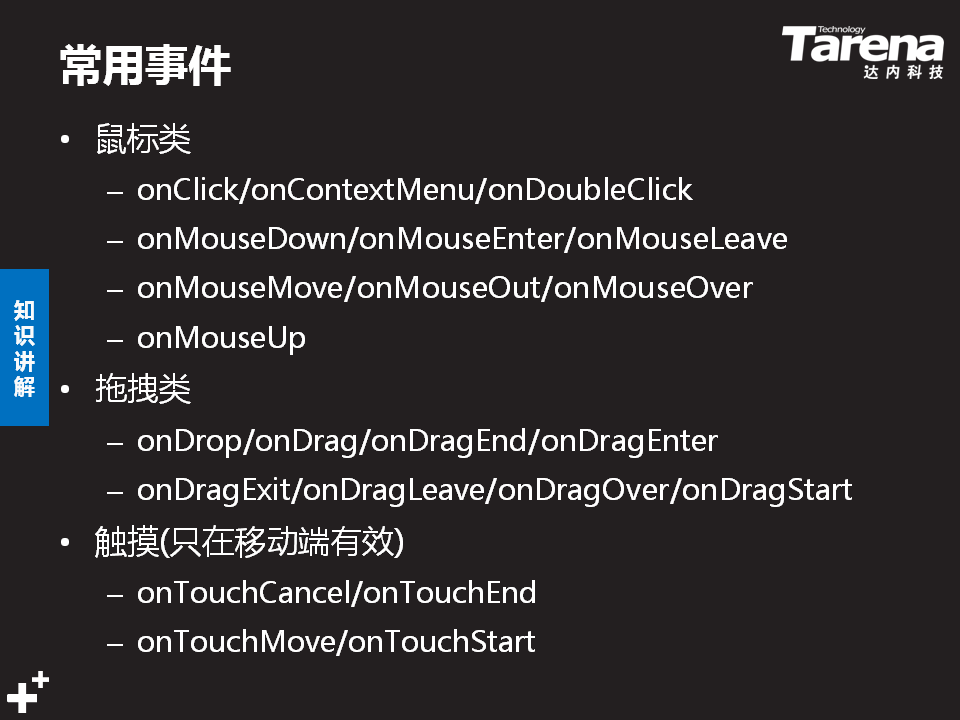 常用事件
Technology
Tarena
达内科技
• 鼠标类
– onClick/onContextMenu/onDoubleClick
– onMouseDown/onMouseEnter/onMouseLeave
– onMouseMove/onMouseOut/onMouseOver
– onMouseUp
知识讲解
• 拖拽类
– onDrop/onDrag/onDragEnd/onDragEnter
– onDragExit/onDragLeave/onDragOver/onDragStart
• 触摸(只在移动端有效)
– onTouchCancel/onTouchEnd
– onTouchMove/onTouchStart